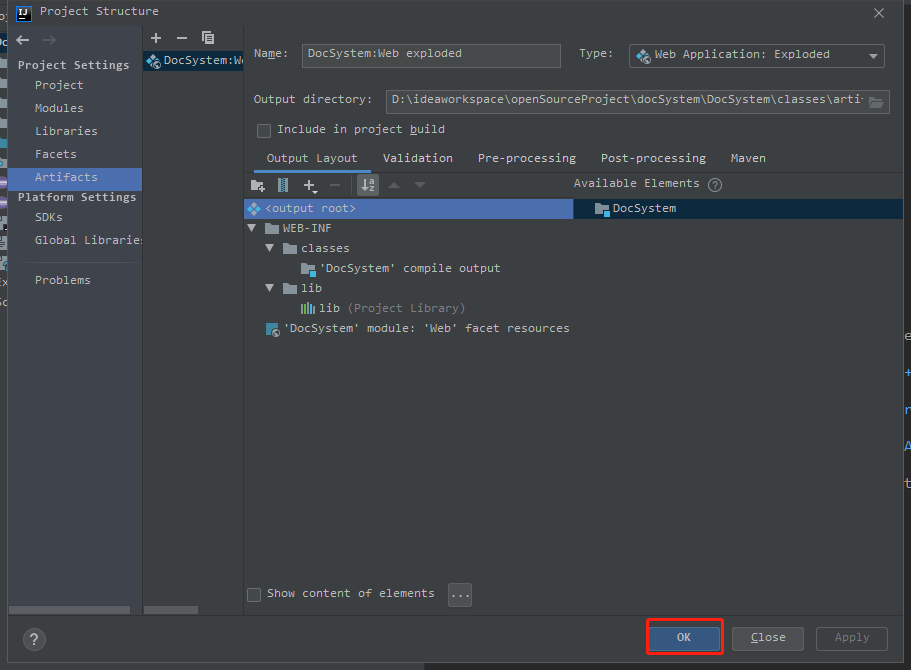 Project Structure
Project Settings
Project
Modules
Libraries
Facets
Artifacts
Platform Settings
SDKs
Global Libraries
Problems
DocSystem:We
Name: DocSystem:Web exploded Type: Web Application: Exploded
Output directory: D:\ideaworkspace\openSourceProject\docSystem\DocSystem\classes\arti
Include in project build
Output Layout Validation Pre-processing Post-processing Maven
Available Elements ?
<output root> DocSystem
WEB-INF
classes
'DocSystem' compile output
lib
lib (Project Library)
'DocSystem' module: 'Web' facet resources
Show content of elements ...
? OK Close Apply